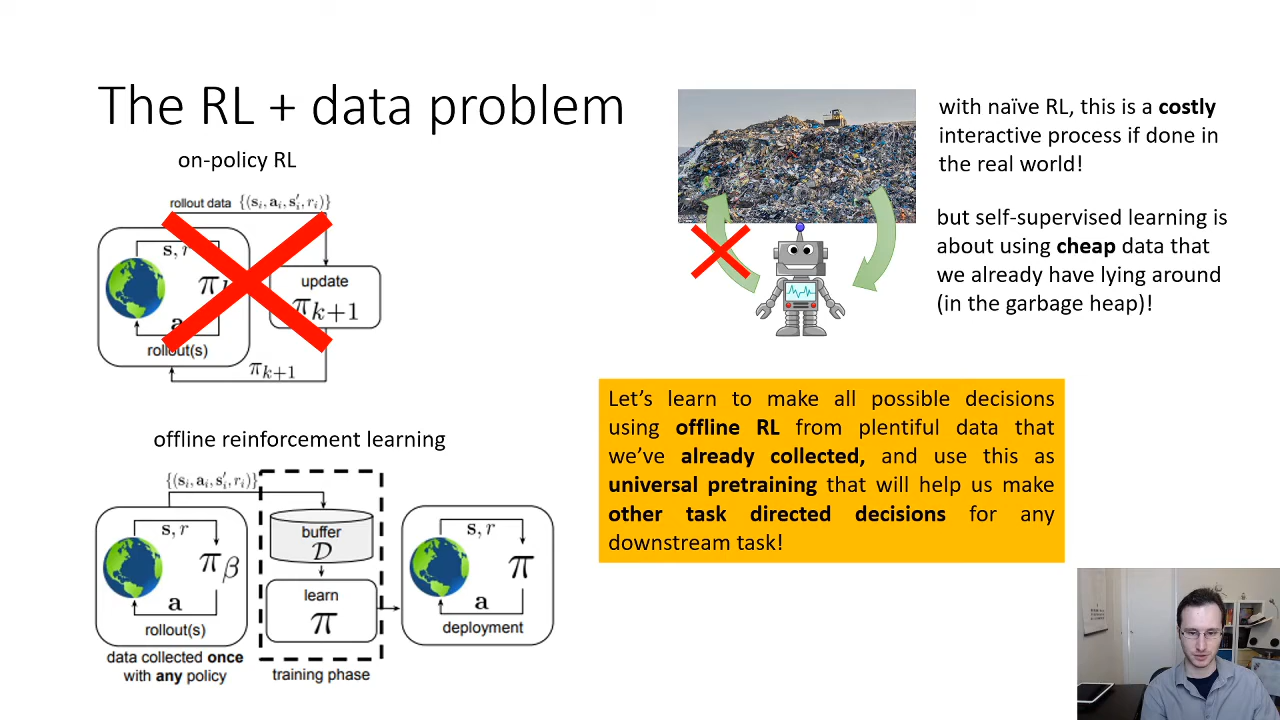 The RL + data problem
on-policy RL
rollout data {(sᵢ, aᵢ, s′ᵢ, rᵢ)}
s, r
a
rollout(s)
update
πₖ₊₁
πₖ₊₁
with naïve RL, this is a costly
interactive process if done in
the real world!
but self-supervised learning is
about using cheap data that
we already have lying around
(in the garbage heap)!
Let’s learn to make all possible decisions
using offline RL from plentiful data that
we’ve already collected, and use this as
universal pretraining that will help us make
other task directed decisions for any
downstream task!
offline reinforcement learning
{(sᵢ, aᵢ, s′ᵢ, rᵢ)}
s, r
πᵦ
a
rollout(s)
data collected once
with any policy
buffer
𝒟
learn
π
training phase
s, r
π
a
deployment